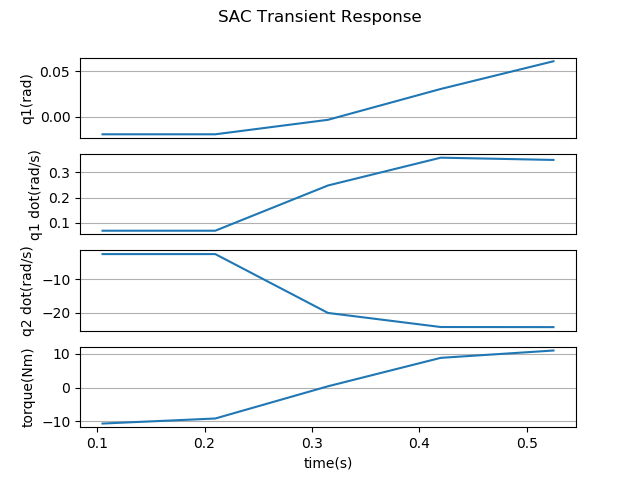 SAC Transient Response
q1(rad)
0.05
0.00
q1 dot(rad/s)
0.3
0.2
0.1
q2 dot(rad/s)
−10
−20
torque(Nm)
10
0
−10
0.1 0.2 0.3 0.4 0.5
time(s)